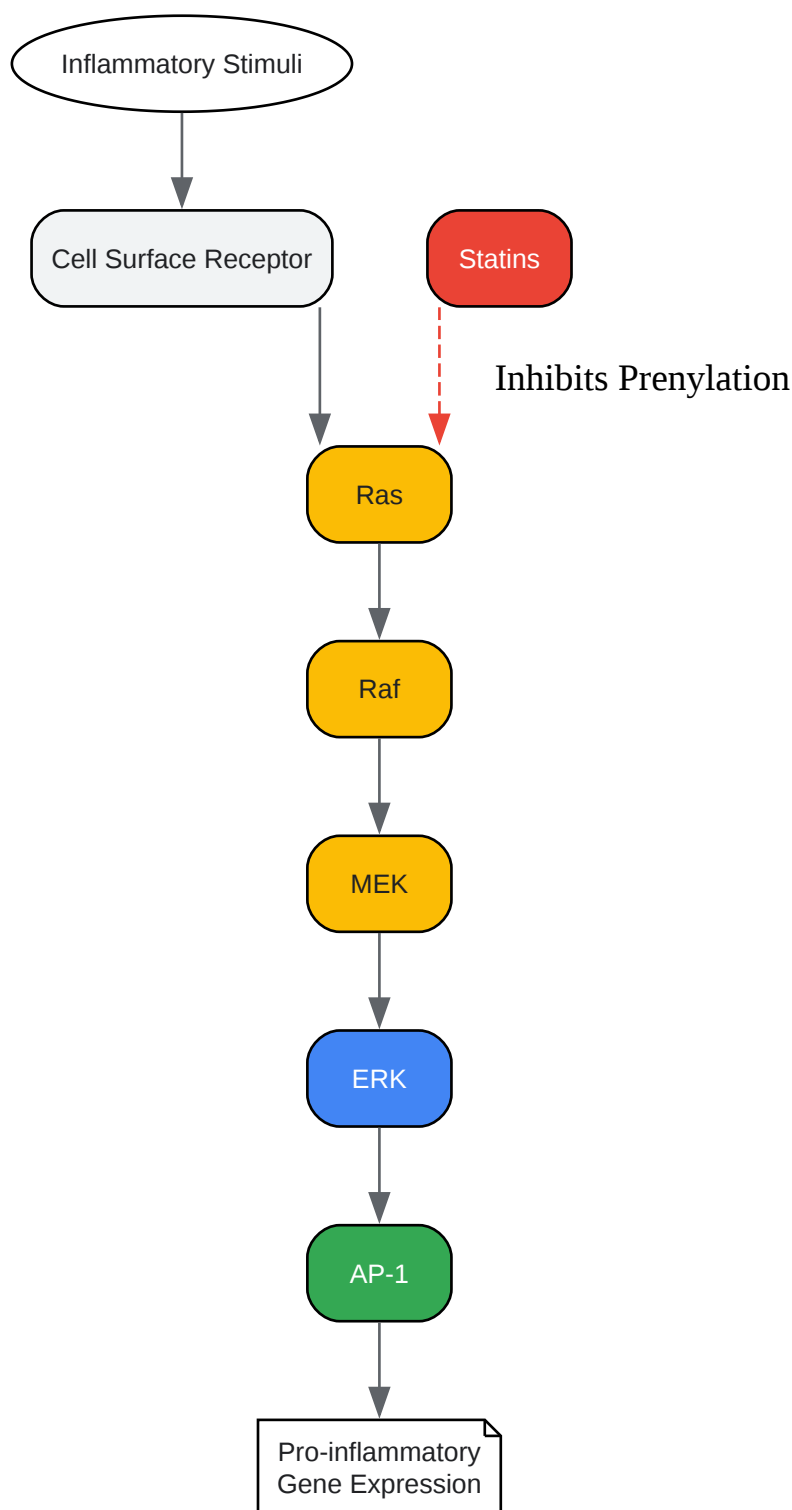 Inflammatory Stimuli
Cell Surface Receptor
Statins
Inhibits Prenylation
Ras
Raf
MEK
ERK
AP-1
Pro-inflammatory
Gene Expression